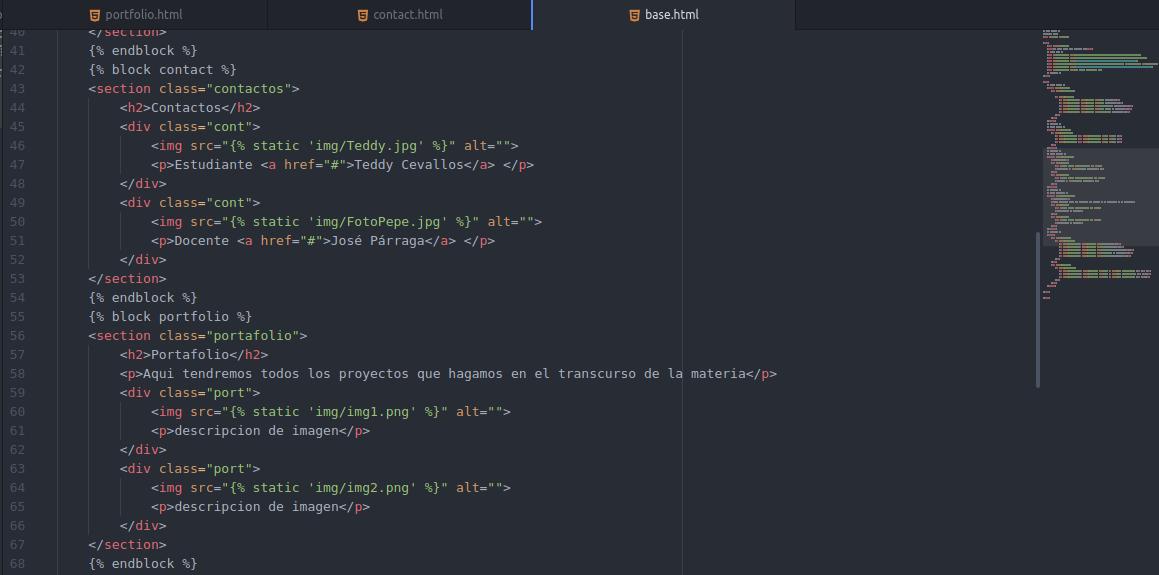 portfolio.html contact.html base.html
40 </section>
41 {% endblock %}
42 {% block contact %}
43 <section class="contactos">
44 <h2>Contactos</h2>
45 <div class="cont">
46 <img src="{% static 'img/Teddy.jpg' %}" alt="">
47 <p>Estudiante <a href="#">Teddy Cevallos</a> </p>
48 </div>
49 <div class="cont">
50 <img src="{% static 'img/FotoPepe.jpg' %}" alt="">
51 <p>Docente <a href="#">José Párraga</a> </p>
52 </div>
53 </section>
54 {% endblock %}
55 {% block portfolio %}
56 <section class="portafolio">
57 <h2>Portafolio</h2>
58 <p>Aqui tendremos todos los proyectos que hagamos en el transcurso de la materia</p>
59 <div class="port">
60 <img src="{% static 'img/img1.png' %}" alt="">
61 <p>descripcion de imagen</p>
62 </div>
63 <div class="port">
64 <img src="{% static 'img/img2.png' %}" alt="">
65 <p>descripcion de imagen</p>
66 </div>
67 </section>
68 {% endblock %}